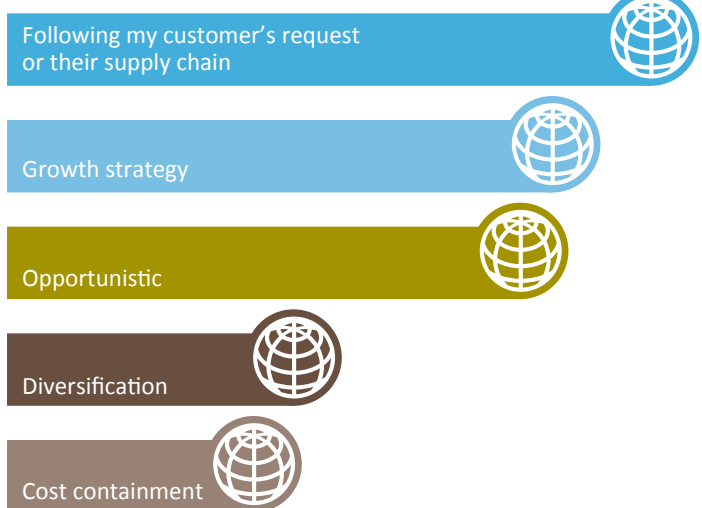 Following my customer’s request
or their supply chain
Growth strategy
Opportunistic
Diversification
Cost containment